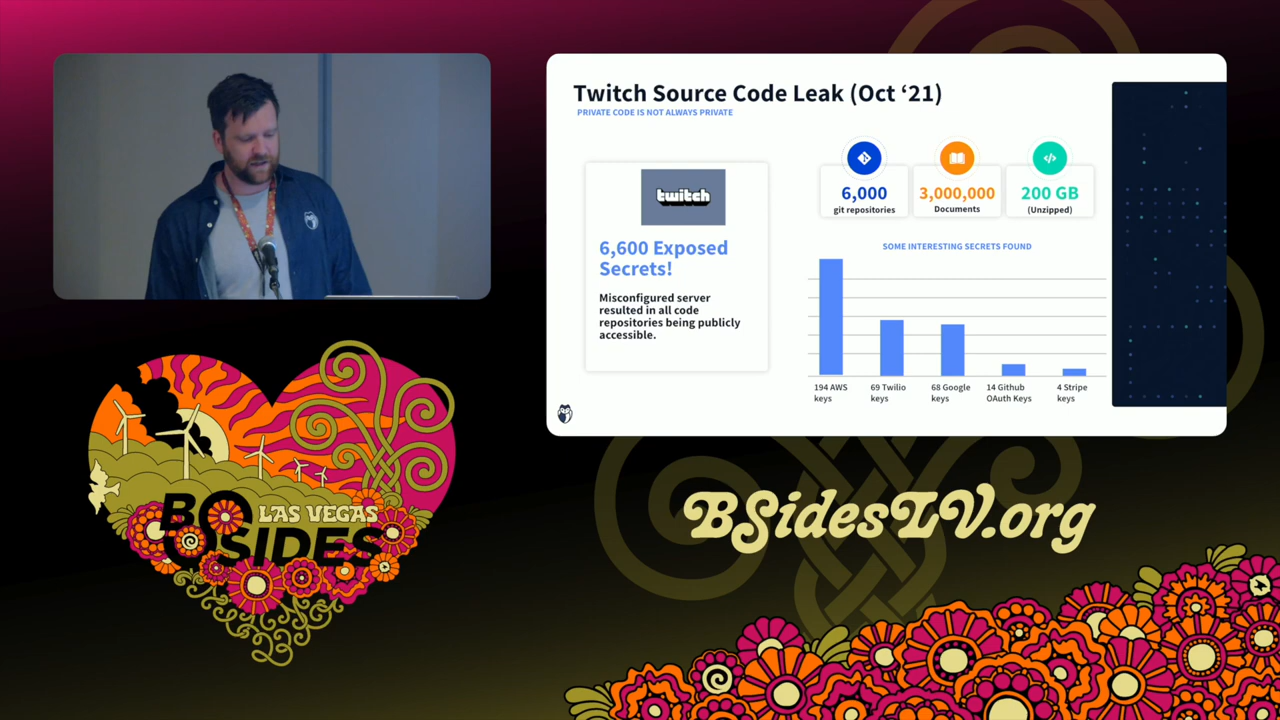 Twitch Source Code Leak (Oct ‘21)
PRIVATE CODE IS NOT ALWAYS PRIVATE
twitch
6,600 Exposed
Secrets!
Misconfigured server
resulted in all code
repositories being publicly
accessible.
6,000
git repositories
3,000,000
Documents
200 GB
(Unzipped)
SOME INTERESTING SECRETS FOUND
194 AWS
keys
69 Twilio
keys
68 Google
keys
14 Github
OAuth Keys
4 Stripe
keys
BO
LAS VEGAS
SIDES
23
BSidesLV.org